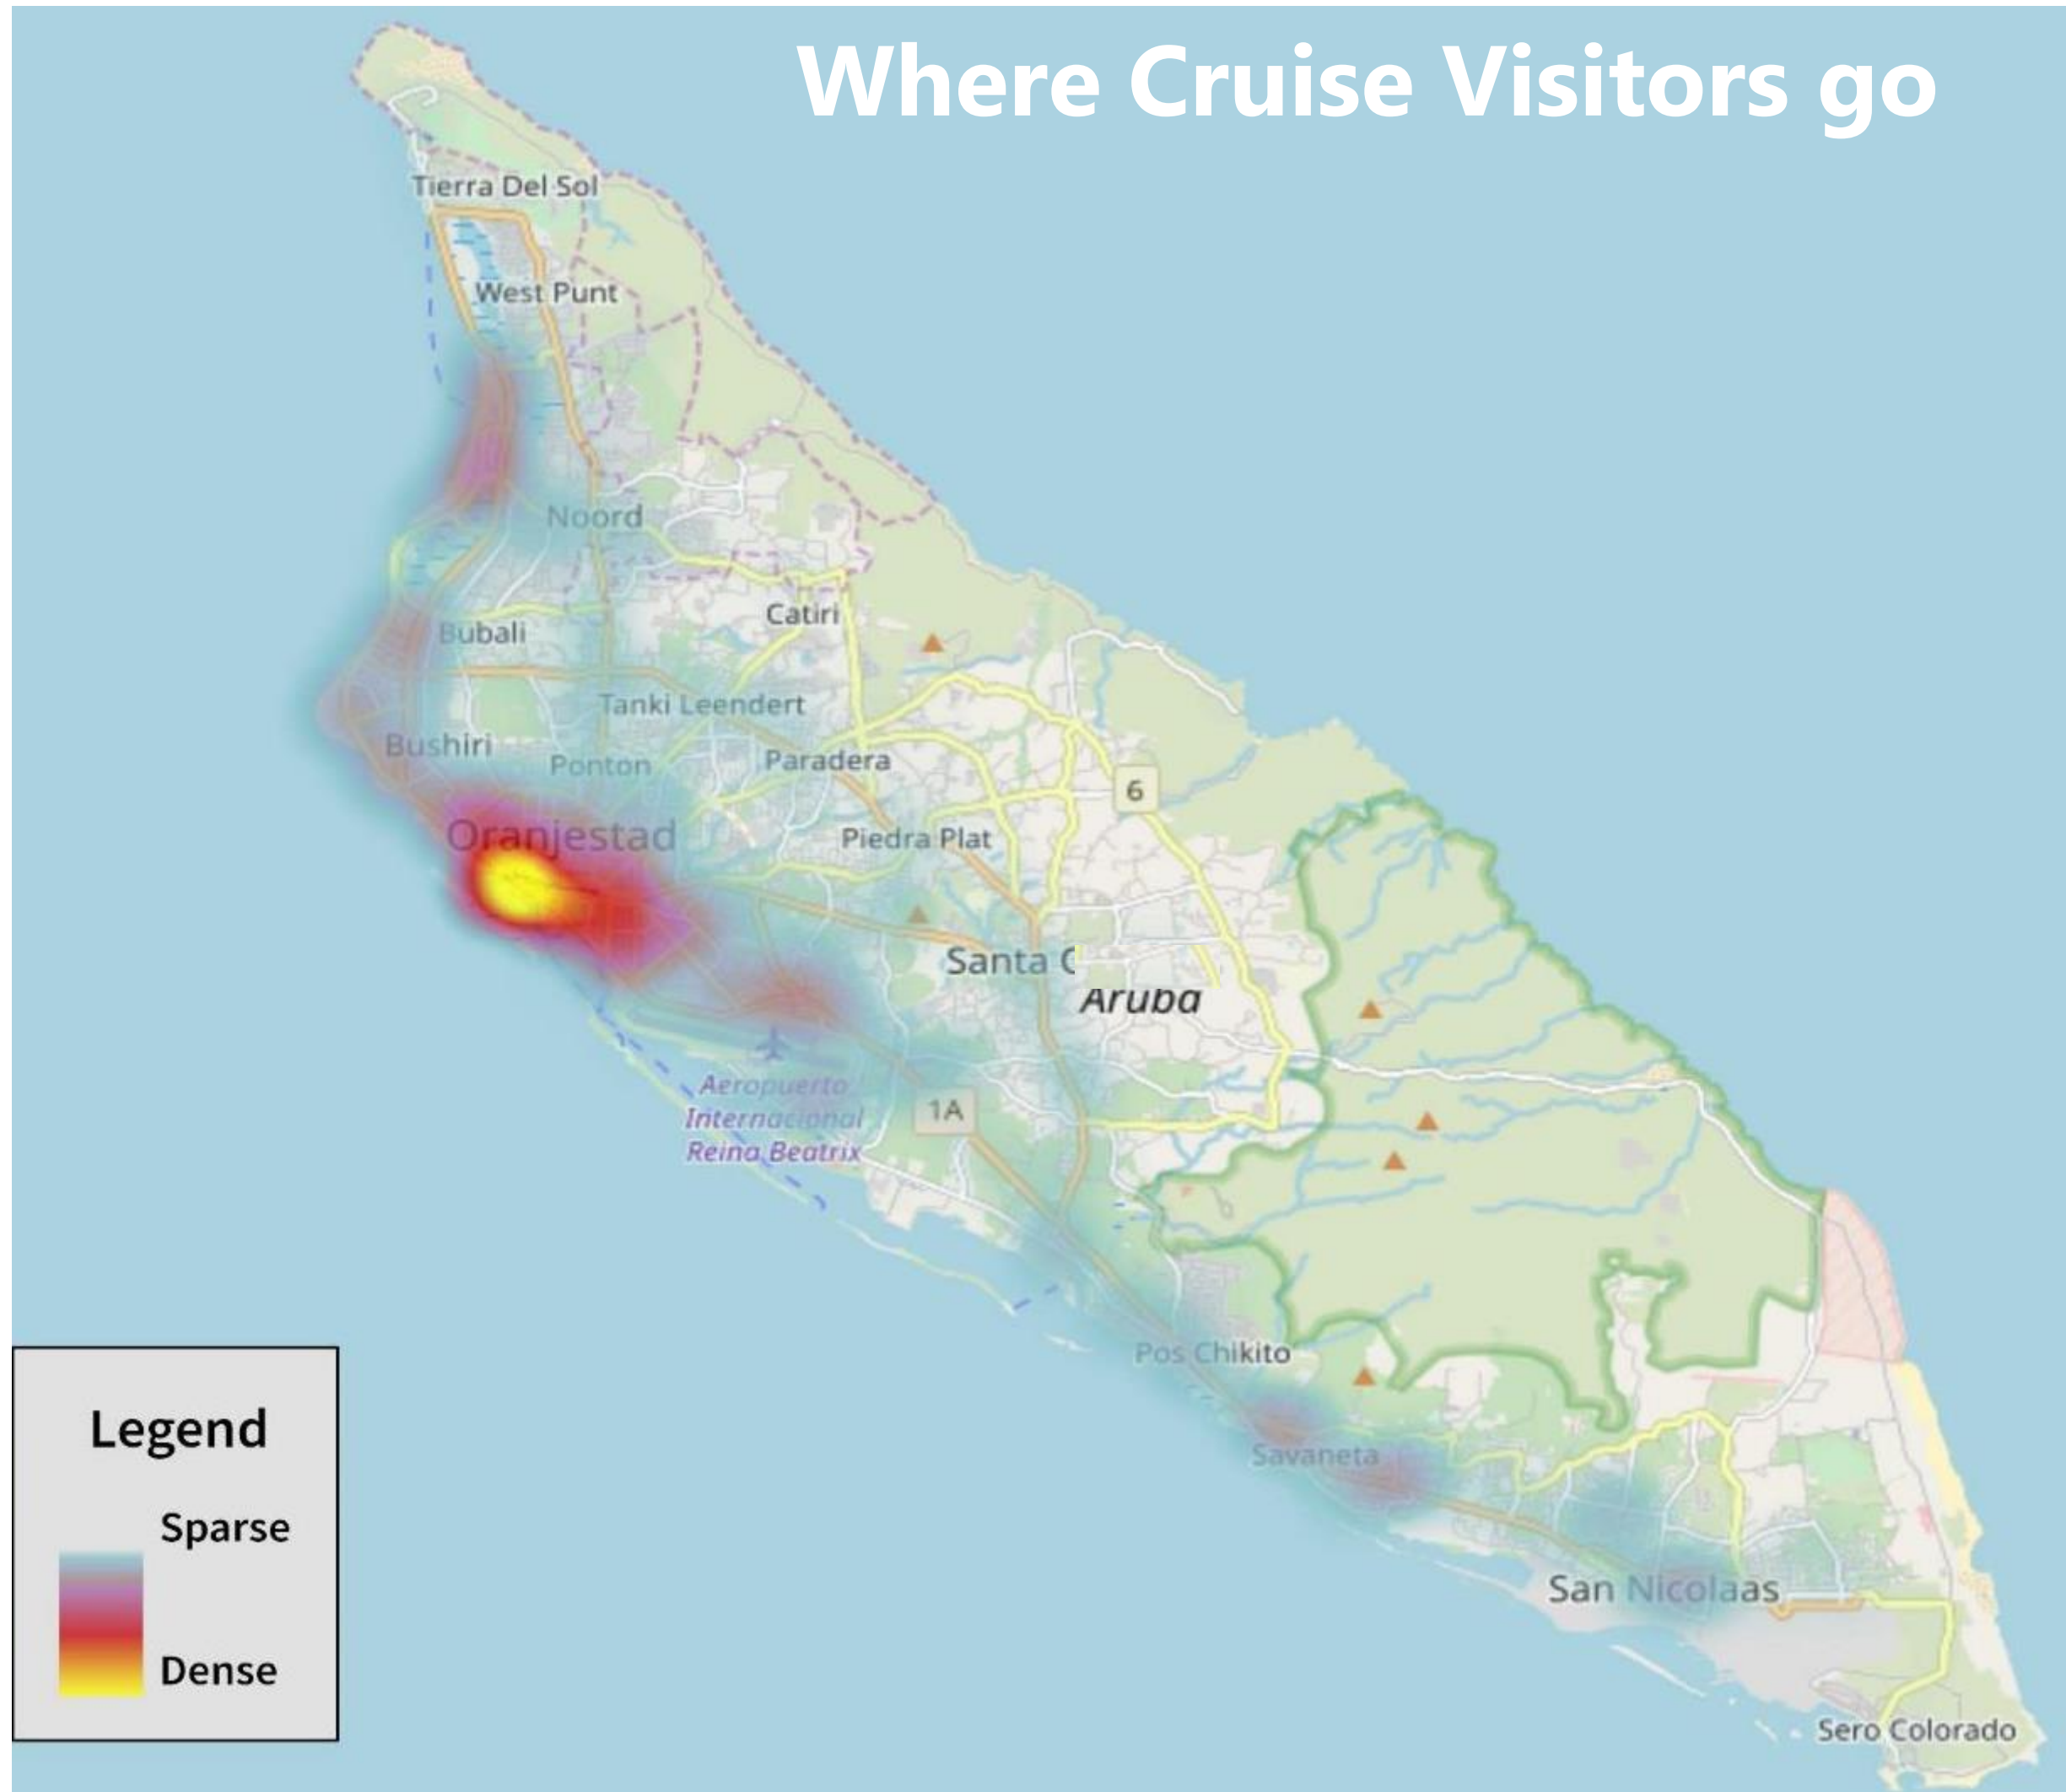 Where Cruise Visitors go
Tierra Del Sol
West Punt
Noord
Catiri
Bubali
Tanki Leendert
Bushiri
Ponton
Paradera
6
Oranjestad
Piedra Plat
Santa C
Aruba
Aeropuerto
Internacional
Reina Beatrix
1A
Pos Chikito
Savaneta
San Nicolaas
Sero Colorado
Legend
Sparse
Dense